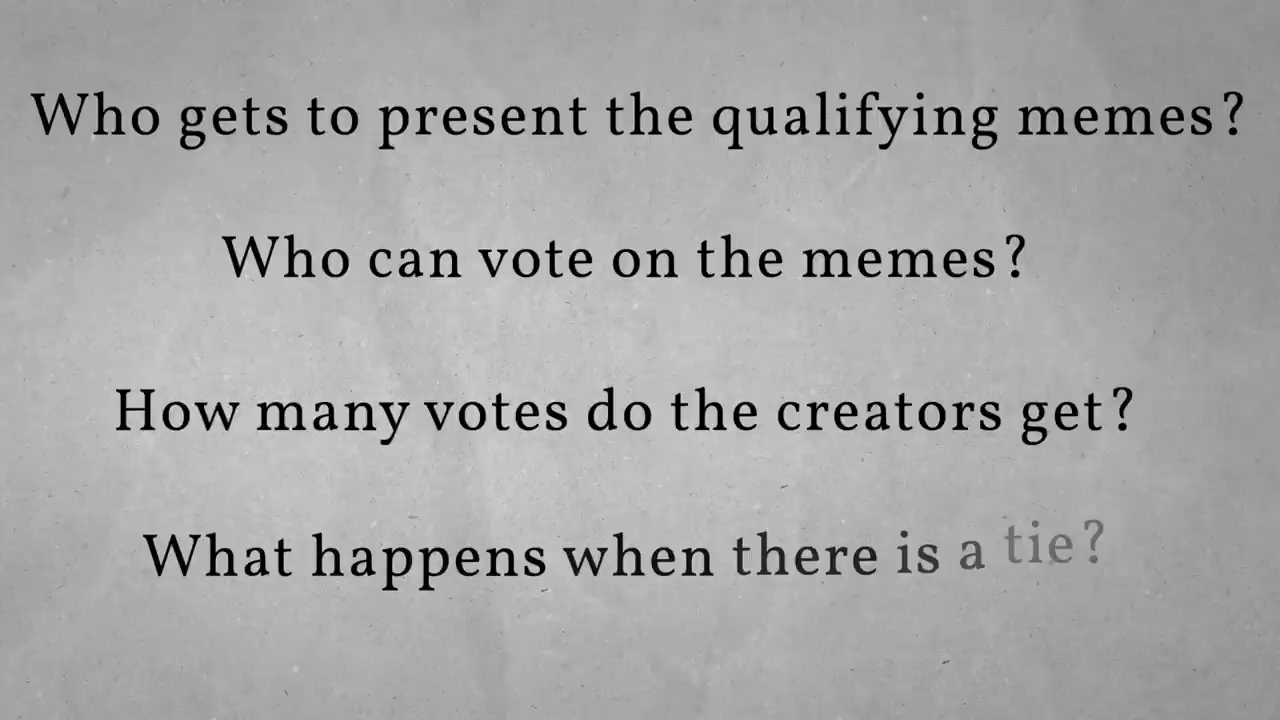 Who gets to present the qualifying memes?
Who can vote on the memes?
How many votes do the creators get?
What happens when there is a tie?